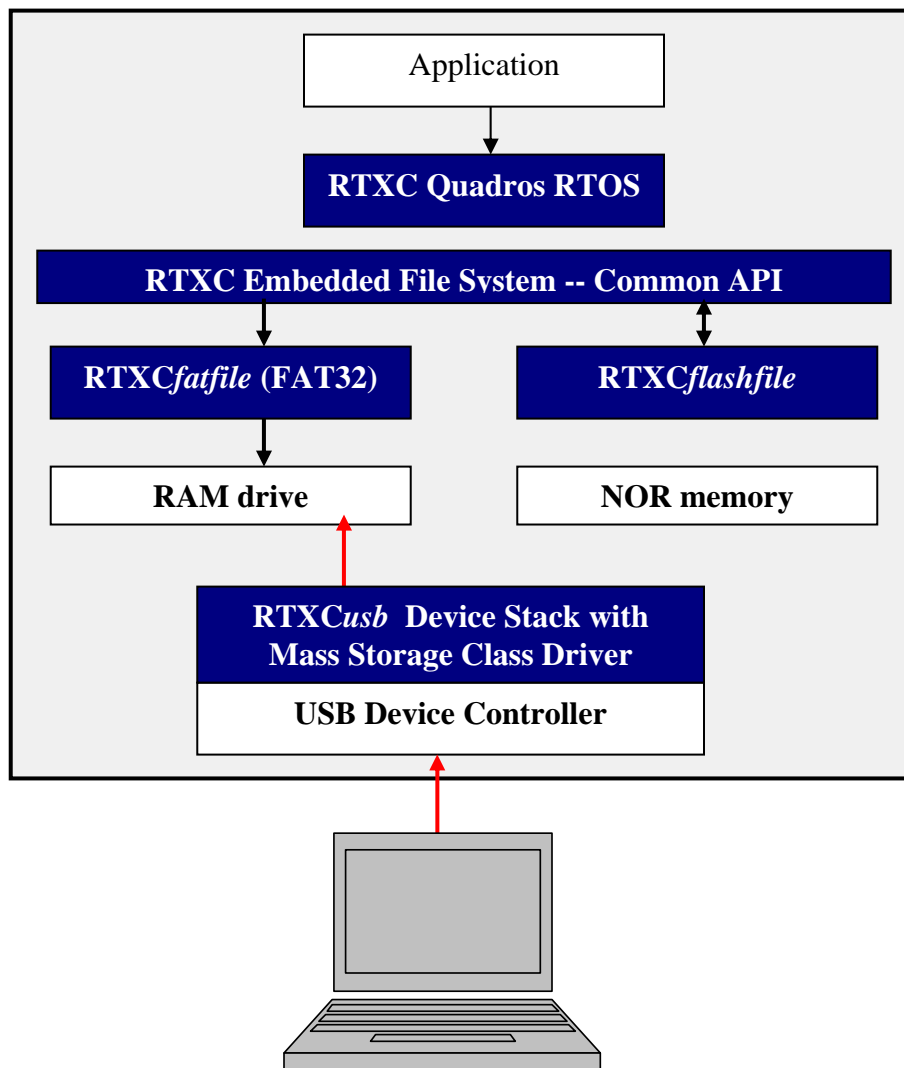 Application
RTXC Quadros RTOS
RTXC Embedded File System -- Common API
RTXCfatfile (FAT32)
RTXCflashfile
RAM drive
NOR memory
RTXCusb Device Stack with
Mass Storage Class Driver
USB Device Controller